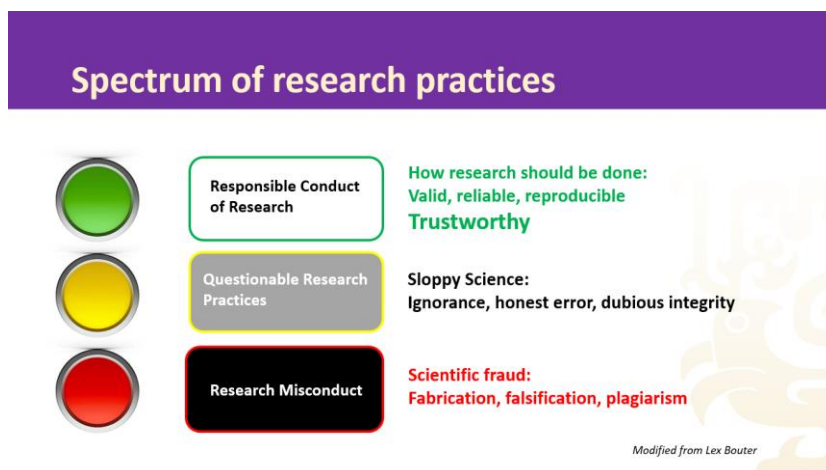 Spectrum of research practices
Responsible Conduct
of Research
How research should be done:
Valid, reliable, reproducible
Trustworthy
Questionable Research
Practices
Sloppy Science:
Ignorance, honest error, dubious integrity
Research Misconduct
Scientific fraud:
Fabrication, falsification, plagiarism
Modified from Lex Bouter